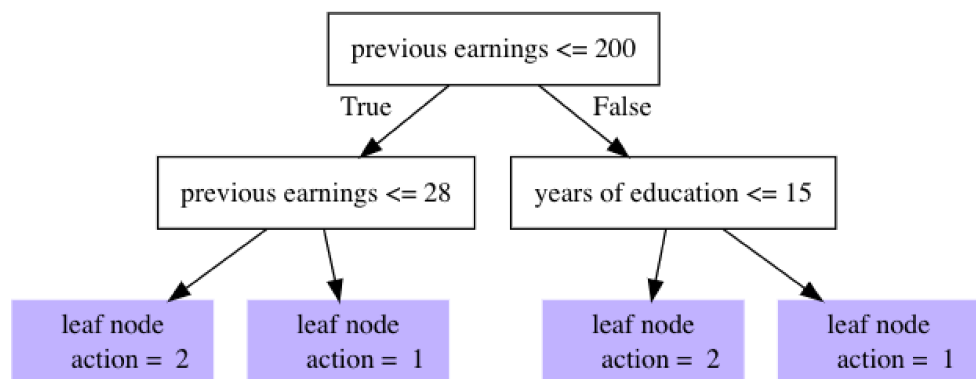 previous earnings <= 200
True
False
previous earnings <= 28
years of education <= 15
leaf node
action = 2
leaf node
action = 1
leaf node
action = 2
leaf node
action = 1